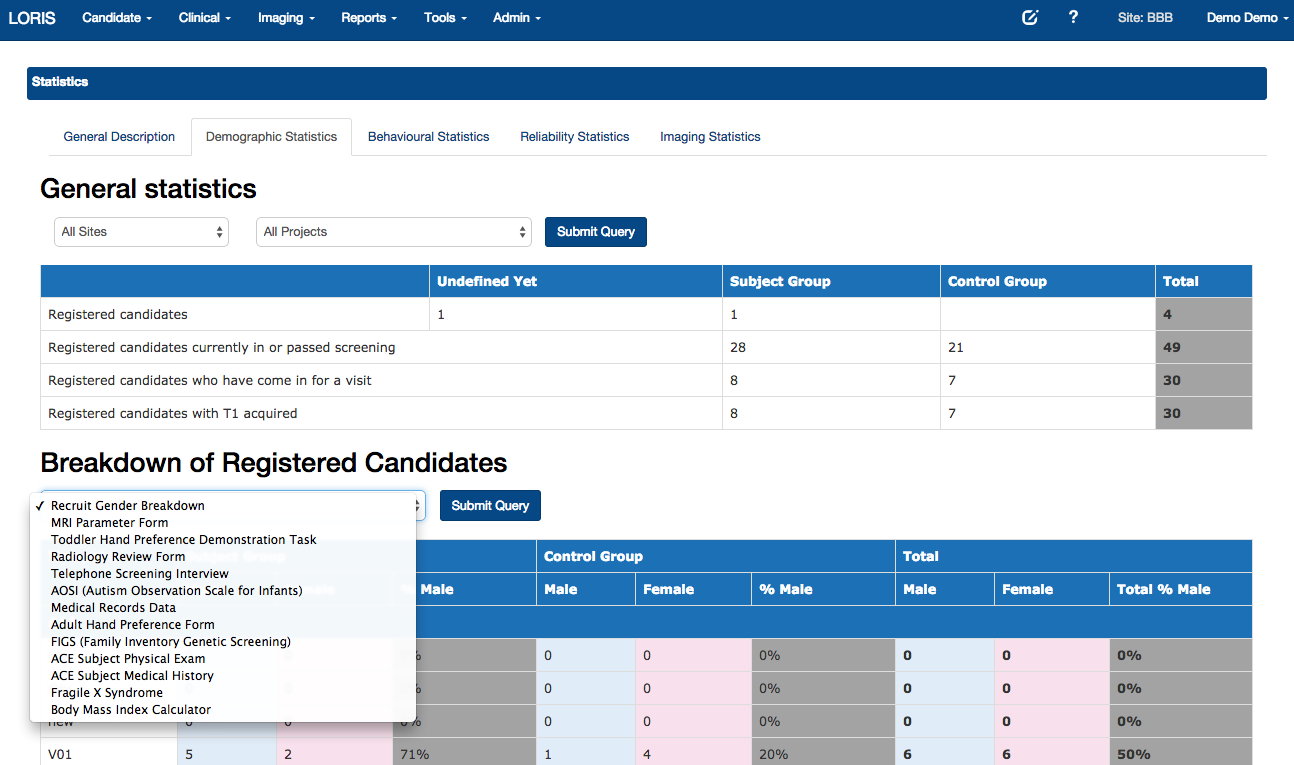 LORIS Candidate Clinical Imaging Reports Tools Admin ? Site: BBB Demo Demo
Statistics
General Description Demographic Statistics Behavioural Statistics Reliability Statistics Imaging Statistics
General statistics
All Sites All Projects Submit Query
Undefined Yet Subject Group Control Group Total
Registered candidates 1 1 4
Registered candidates currently in or passed screening 28 21 49
Registered candidates who have come in for a visit 8 7 30
Registered candidates with T1 acquired 8 7 30
Breakdown of Registered Candidates
Submit Query
✓ Recruit Gender Breakdown
MRI Parameter Form
Toddler Hand Preference Demonstration Task
Radiology Review Form
Telephone Screening Interview
AOSI (Autism Observation Scale for Infants)
Medical Records Data
Adult Hand Preference Form
FIGS (Family Inventory Genetic Screening)
ACE Subject Physical Exam
ACE Subject Medical History
Fragile X Syndrome
Body Mass Index Calculator
Control Group Total
Male Male Female % Male Male Female Total % Male
0 0 0% 0 0 0%
0 0 0% 0 0 0%
new 0 0 0% 0 0 0% 0 0 0%
V01 5 2 71% 1 4 20% 6 6 50%